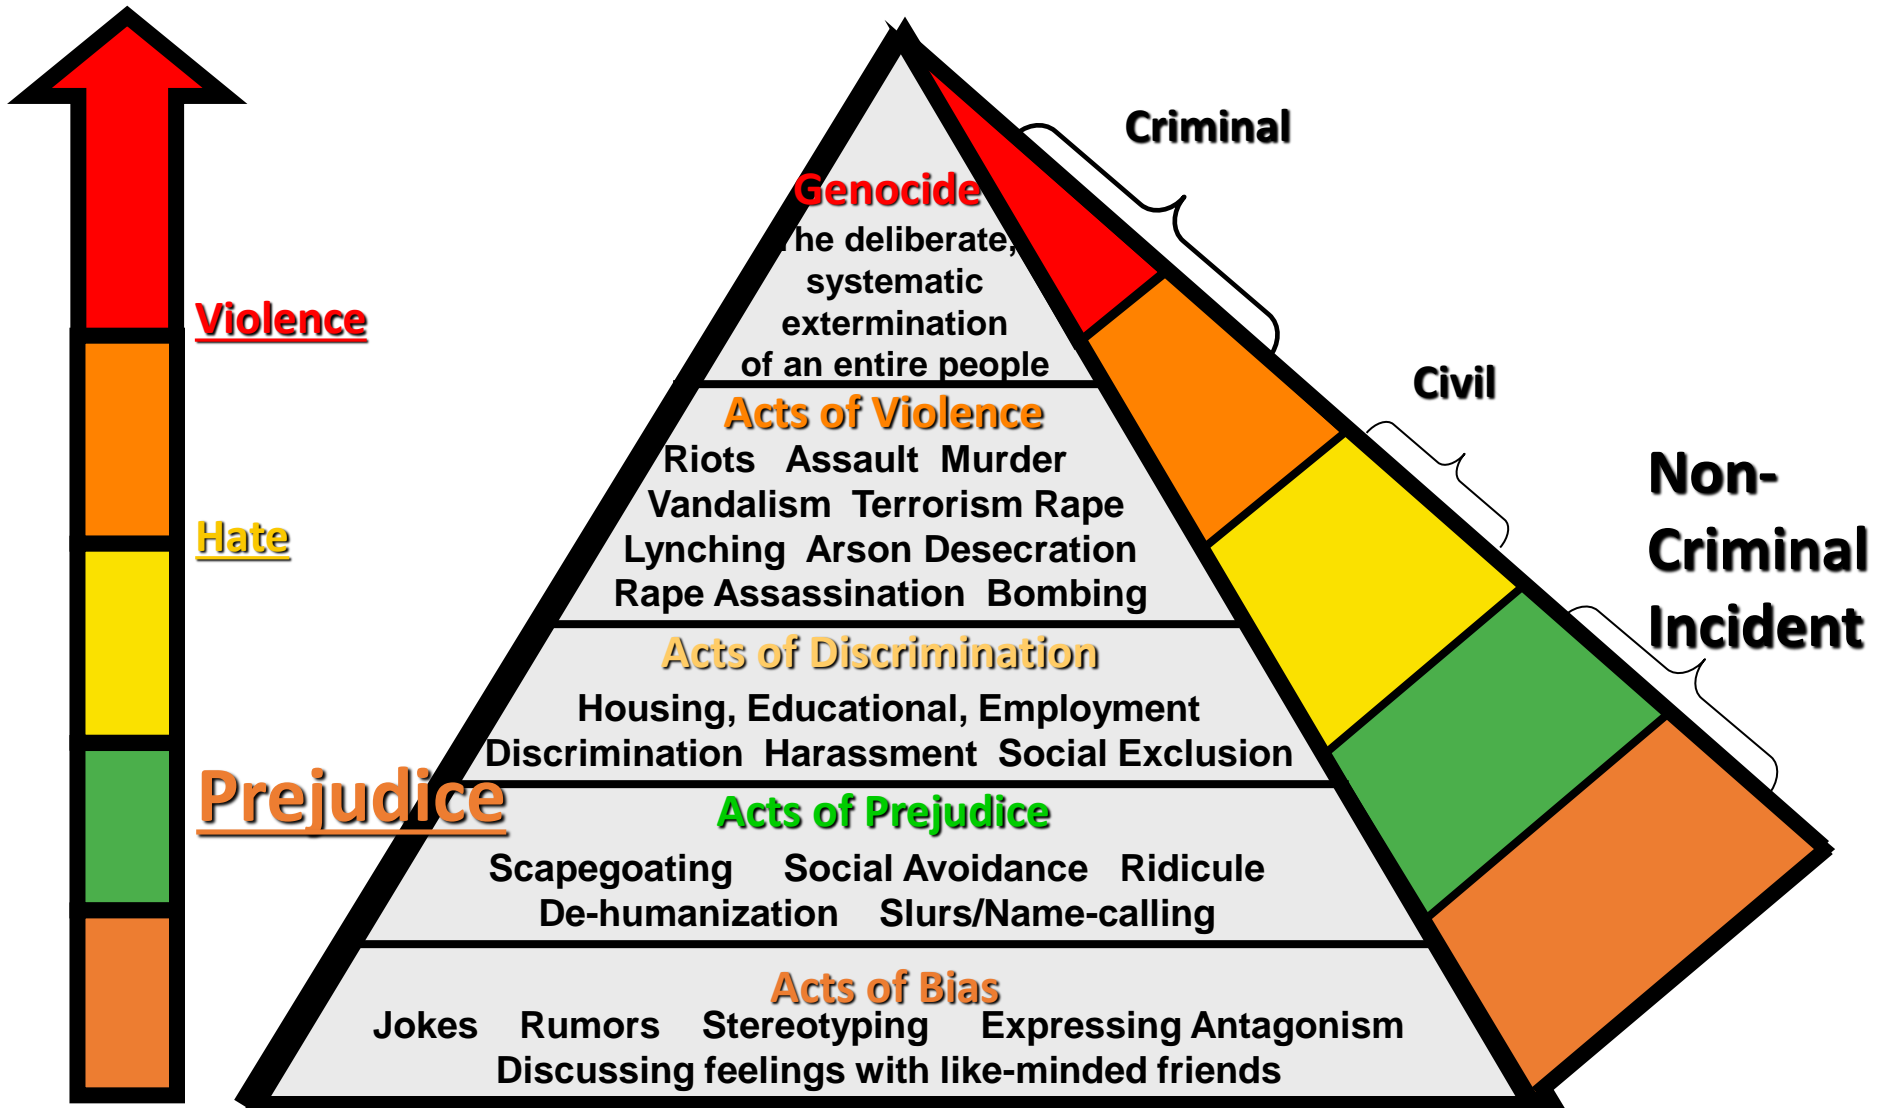 Criminal
Genocide
The deliberate,
systematic
extermination
of an entire people
Violence
Civil
Acts of Violence
Riots Assault Murder
Vandalism Terrorism Rape
Lynching Arson Desecration
Rape Assassination Bombing
Hate
Non-
Criminal
Incident
Acts of Discrimination
Housing, Educational, Employment
Discrimination Harassment Social Exclusion
Prejudice
Acts of Prejudice
Scapegoating Social Avoidance Ridicule
De-humanization Slurs/Name-calling
Acts of Bias
Jokes Rumors Stereotyping Expressing Antagonism
Discussing feelings with like-minded friends